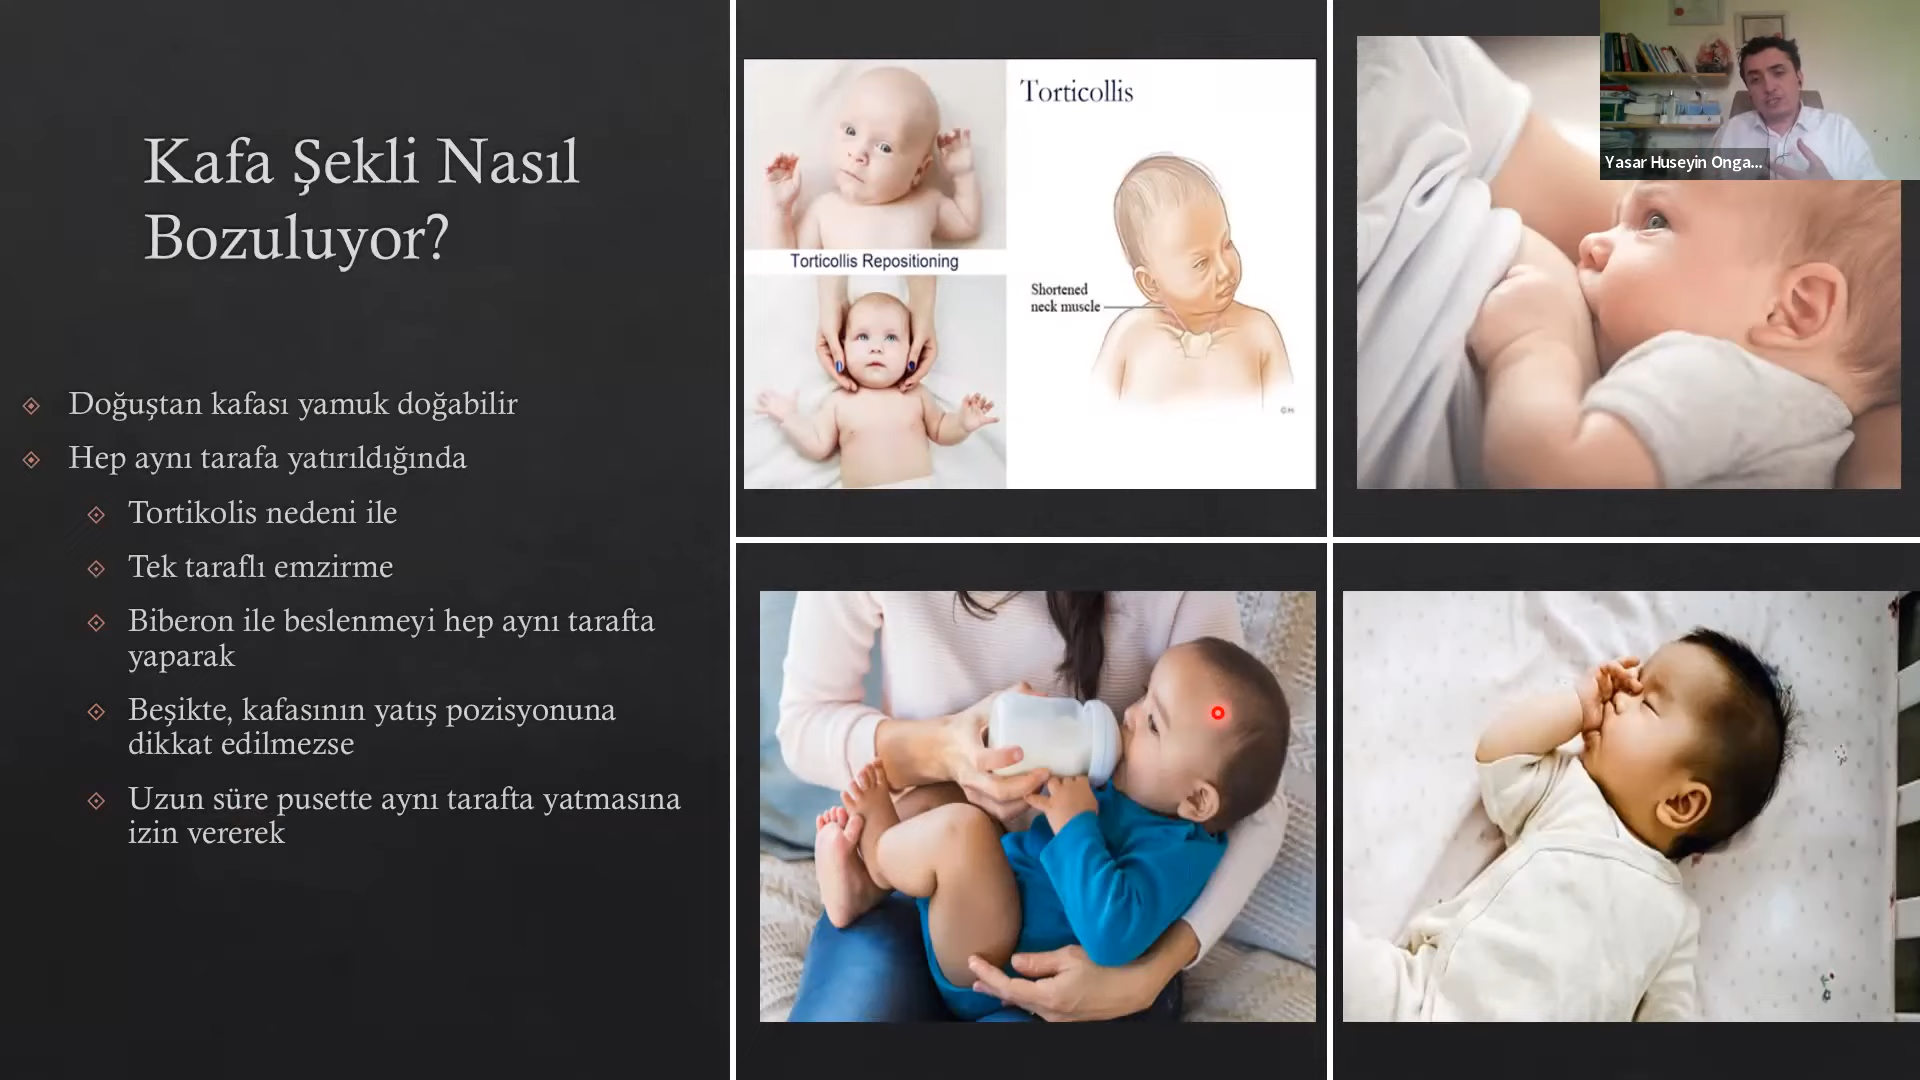 Kafa Şekli Nasıl
Bozuluyor?
Doğuştan kafası yamuk doğabilir
Hep aynı tarafa yatırıldığında
Tortikolis nedeni ile
Tek taraflı emzirme
Biberon ile beslenmeyi hep aynı tarafta
yaparak
Beşikte, kafasının yatış pozisyonuna
dikkat edilmezse
Uzun süre pusette aynı tarafta yatmasına
izin vererek
Torticollis Repositioning
Torticollis
Shortened
neck muscle
Yasar Huseyin Onga...